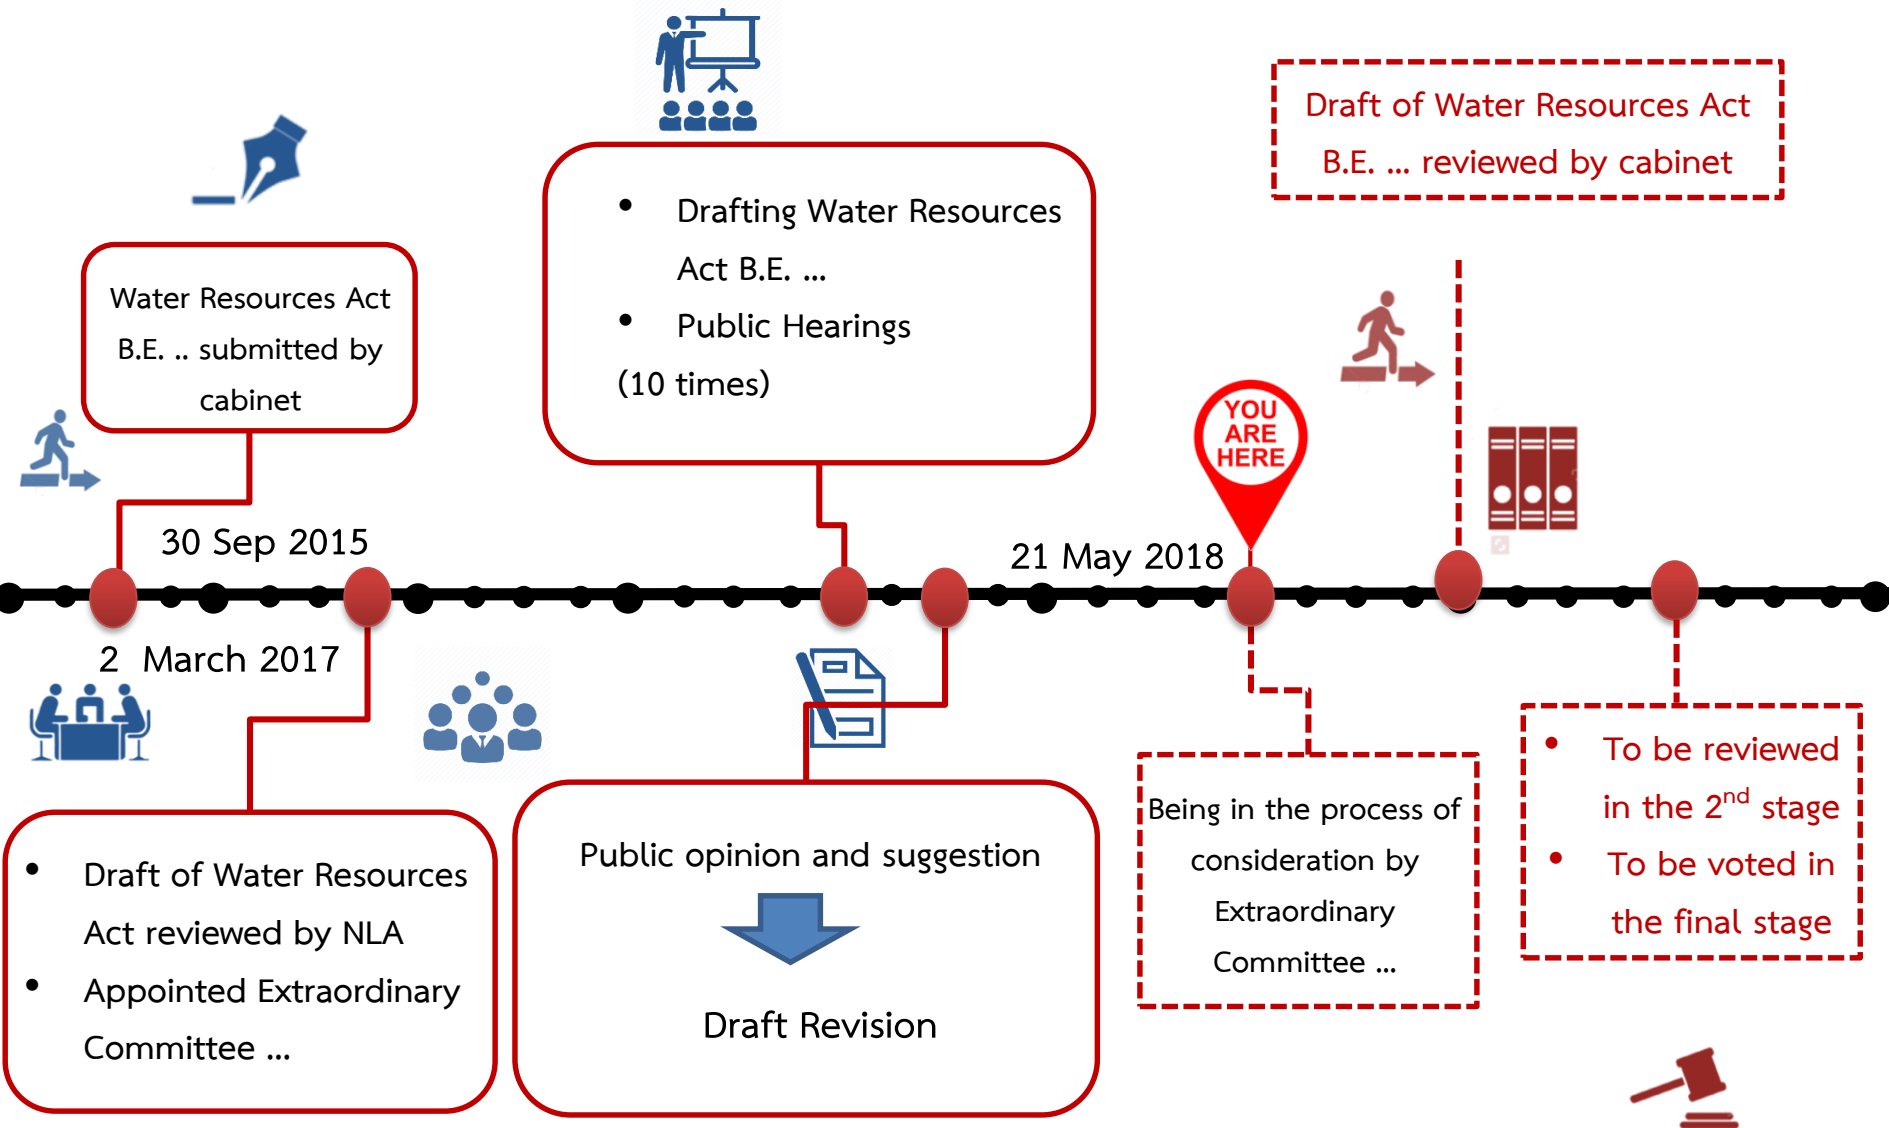 Water Resources Act
B.E. .. submitted by
cabinet
30 Sep 2015
2 March 2017
• Draft of Water Resources
Act reviewed by NLA
• Appointed Extraordinary
Committee ...
• Drafting Water Resources
Act B.E. ...
• Public Hearings
(10 times)
Public opinion and suggestion
Draft Revision
21 May 2018
YOU
ARE
HERE
Being in the process of
consideration by
Extraordinary
Committee ...
Draft of Water Resources Act
B.E. ... reviewed by cabinet
• To be reviewed
in the 2nd stage
• To be voted in
the final stage